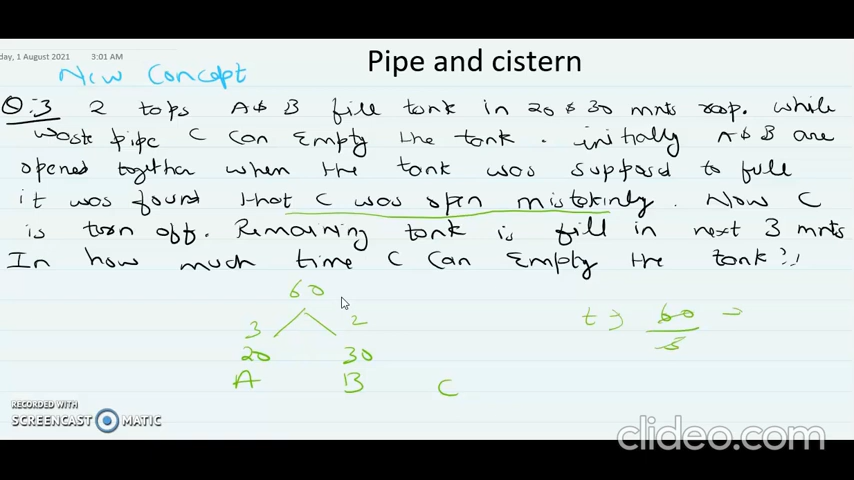 day, 1 August 2021 3:01 AM
Pipe and cistern
New Concept
Q:3 2 taps A & B fill tank in 20 & 30 mnts resp. while
waste pipe C can empty the tank. initially A & B are
opened together when the tank was supposed to full
it was found that C was open mistakinly. Now C
is turn off. Remaining tank is fill in next 3 mnts
In how much time C can empty the tank?
60
3 2
20 30
A B C
t ⇒ 60/5 ⇒
RECORDED WITH
SCREENCAST MATIC
clideo.com